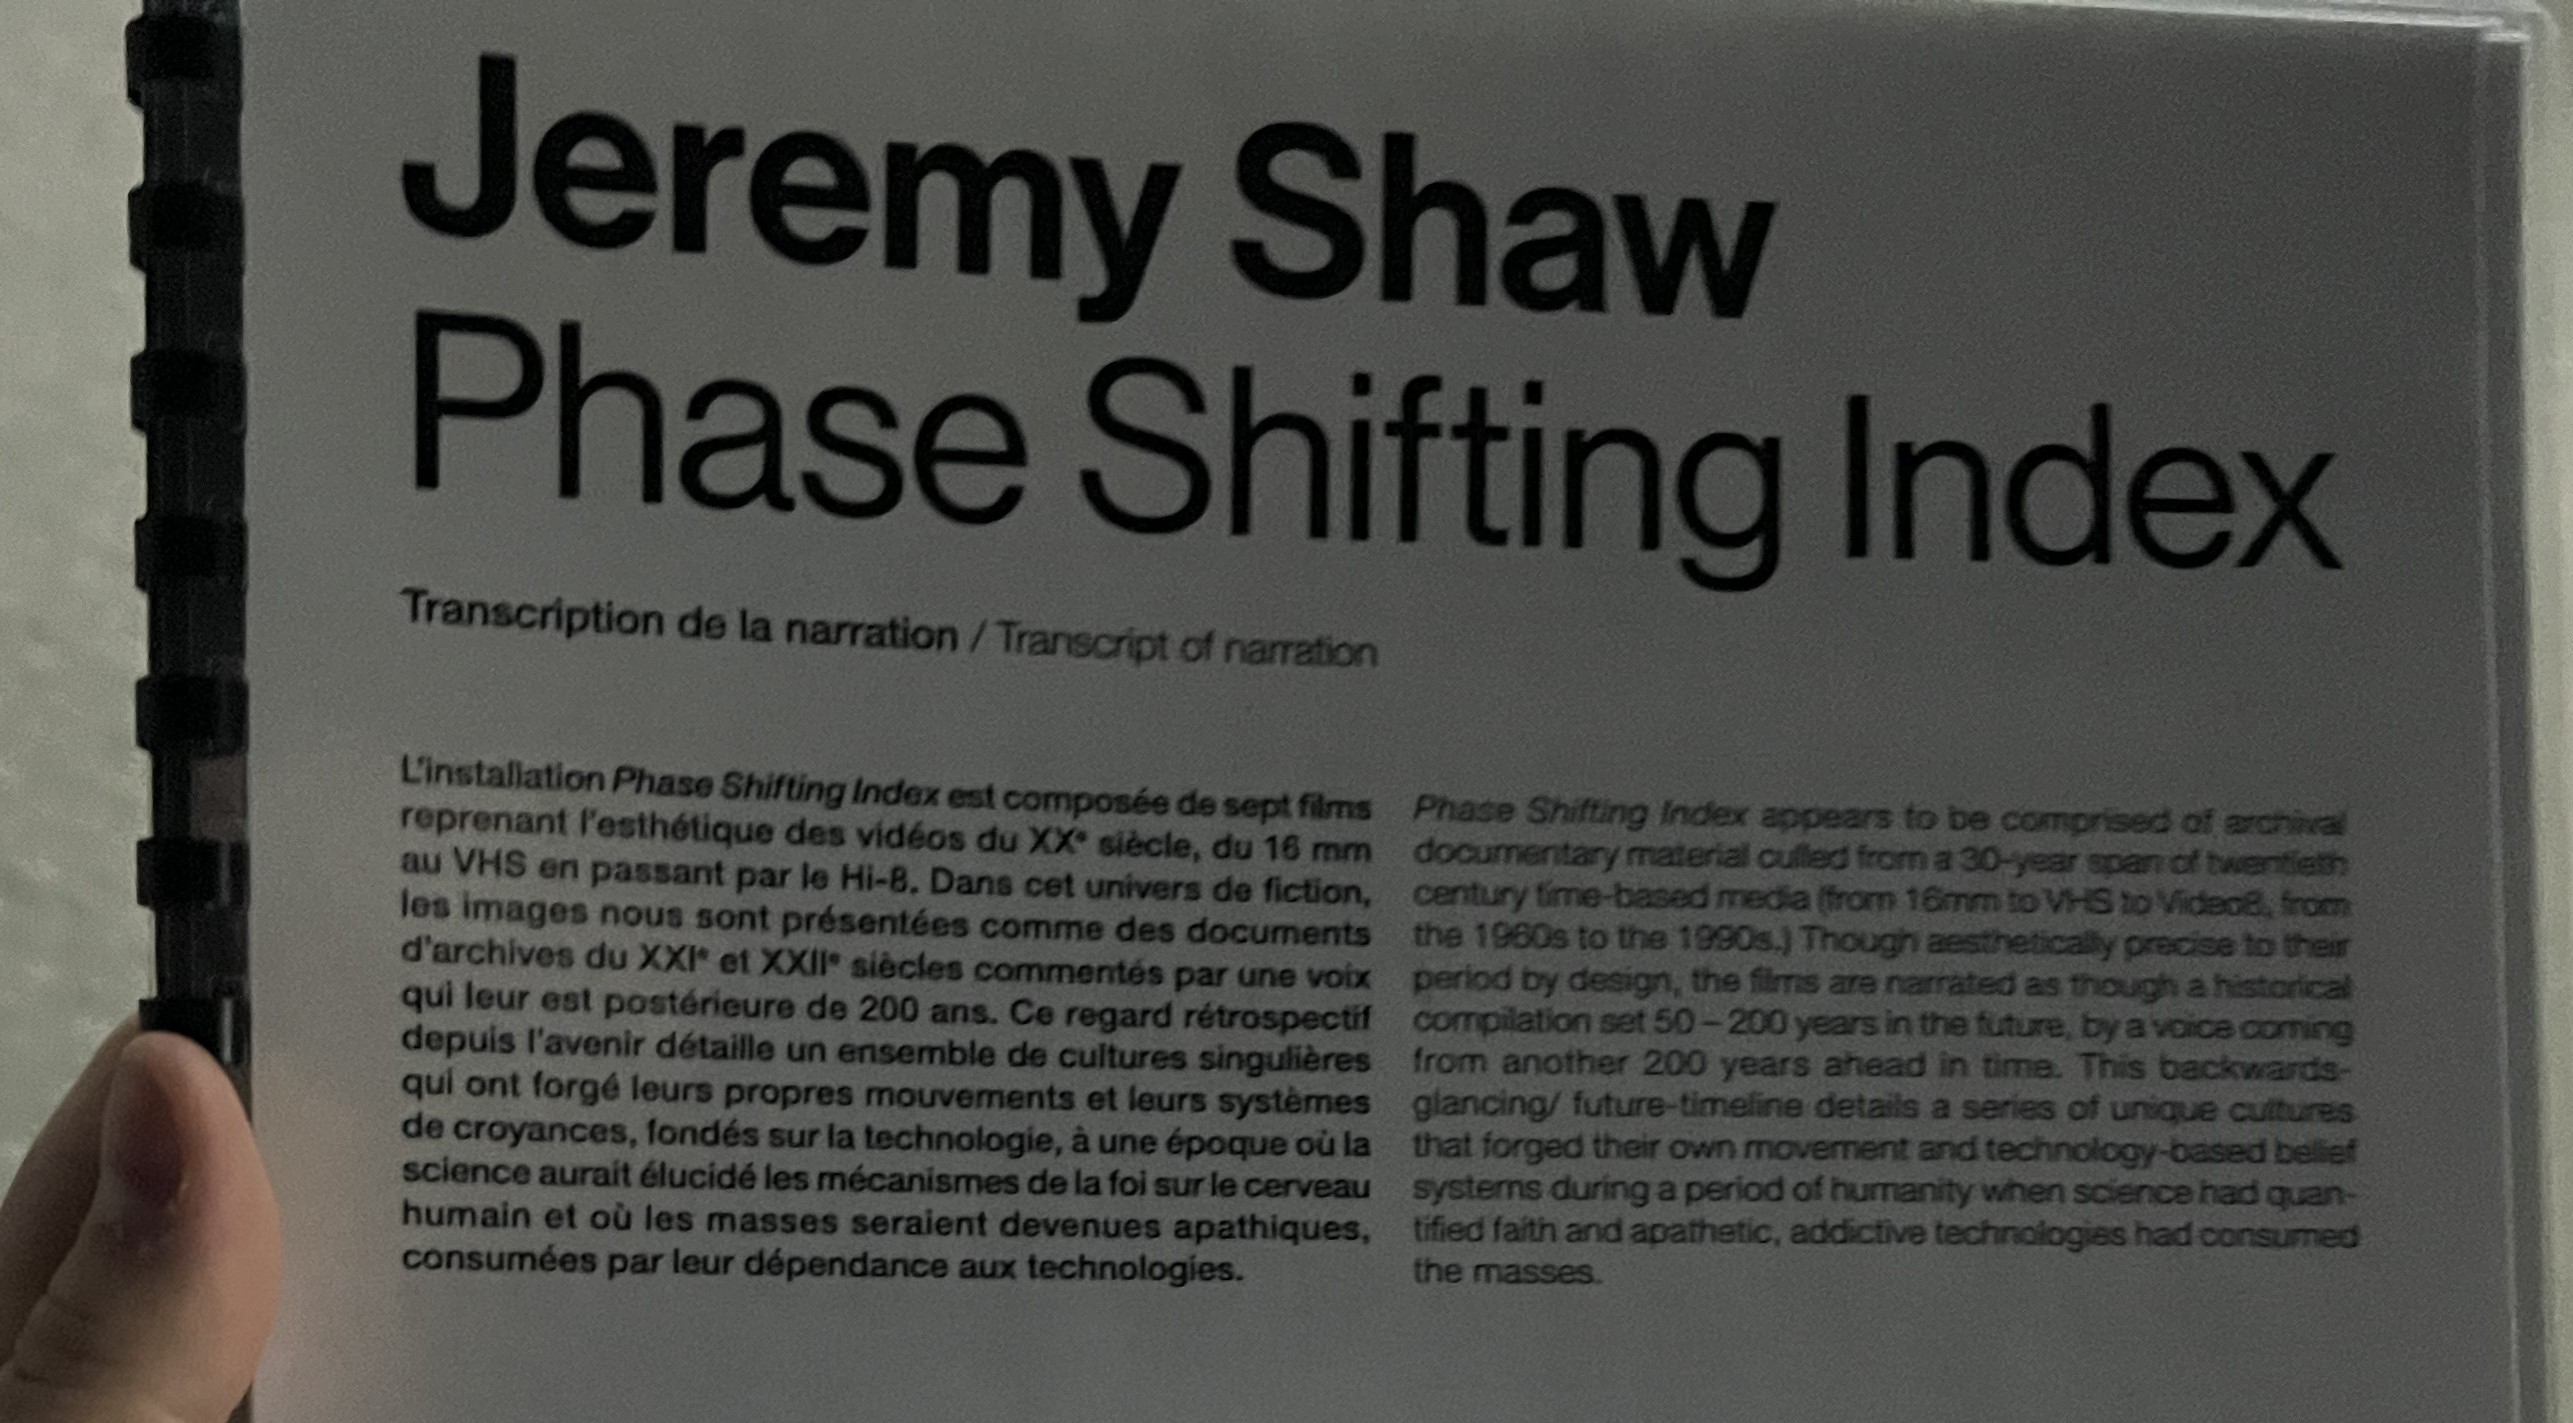 Jeremy Shaw
Phase Shifting Index
Transcription de la narration / Transcript of narration
L'installation Phase Shifting Index est composée de sept films
reprenant l'esthétique des vidéos du XXᵉ siècle, du 16 mm
au VHS en passant par le Hi-8. Dans cet univers de fiction,
les images nous sont présentées comme des documents
d'archives du XXIᵉ et XXIIᵉ siècles commentés par une voix
qui leur est postérieure de 200 ans. Ce regard rétrospectif
depuis l'avenir détaille un ensemble de cultures singulières
qui ont forgé leurs propres mouvements et leurs systèmes
de croyances, fondés sur la technologie, à une époque où la
science aurait élucidé les mécanismes de la foi sur le cerveau
humain et où les masses seraient devenues apathiques,
consumées par leur dépendance aux technologies.
Phase Shifting Index appears to be comprised of archival
documentary material culled from a 30-year span of twentieth
century time-based media (from 16mm to VHS to Video8, from
the 1960s to the 1990s.) Though aesthetically precise to their
period by design, the films are narrated as though a historical
compilation set 50 – 200 years in the future, by a voice coming
from another 200 years ahead in time. This backwards-
glancing/ future-timeline details a series of unique cultures
that forged their own movement and technology-based belief
systems during a period of humanity when science had quan-
tified faith and apathetic, addictive technologies had consumed
the masses.